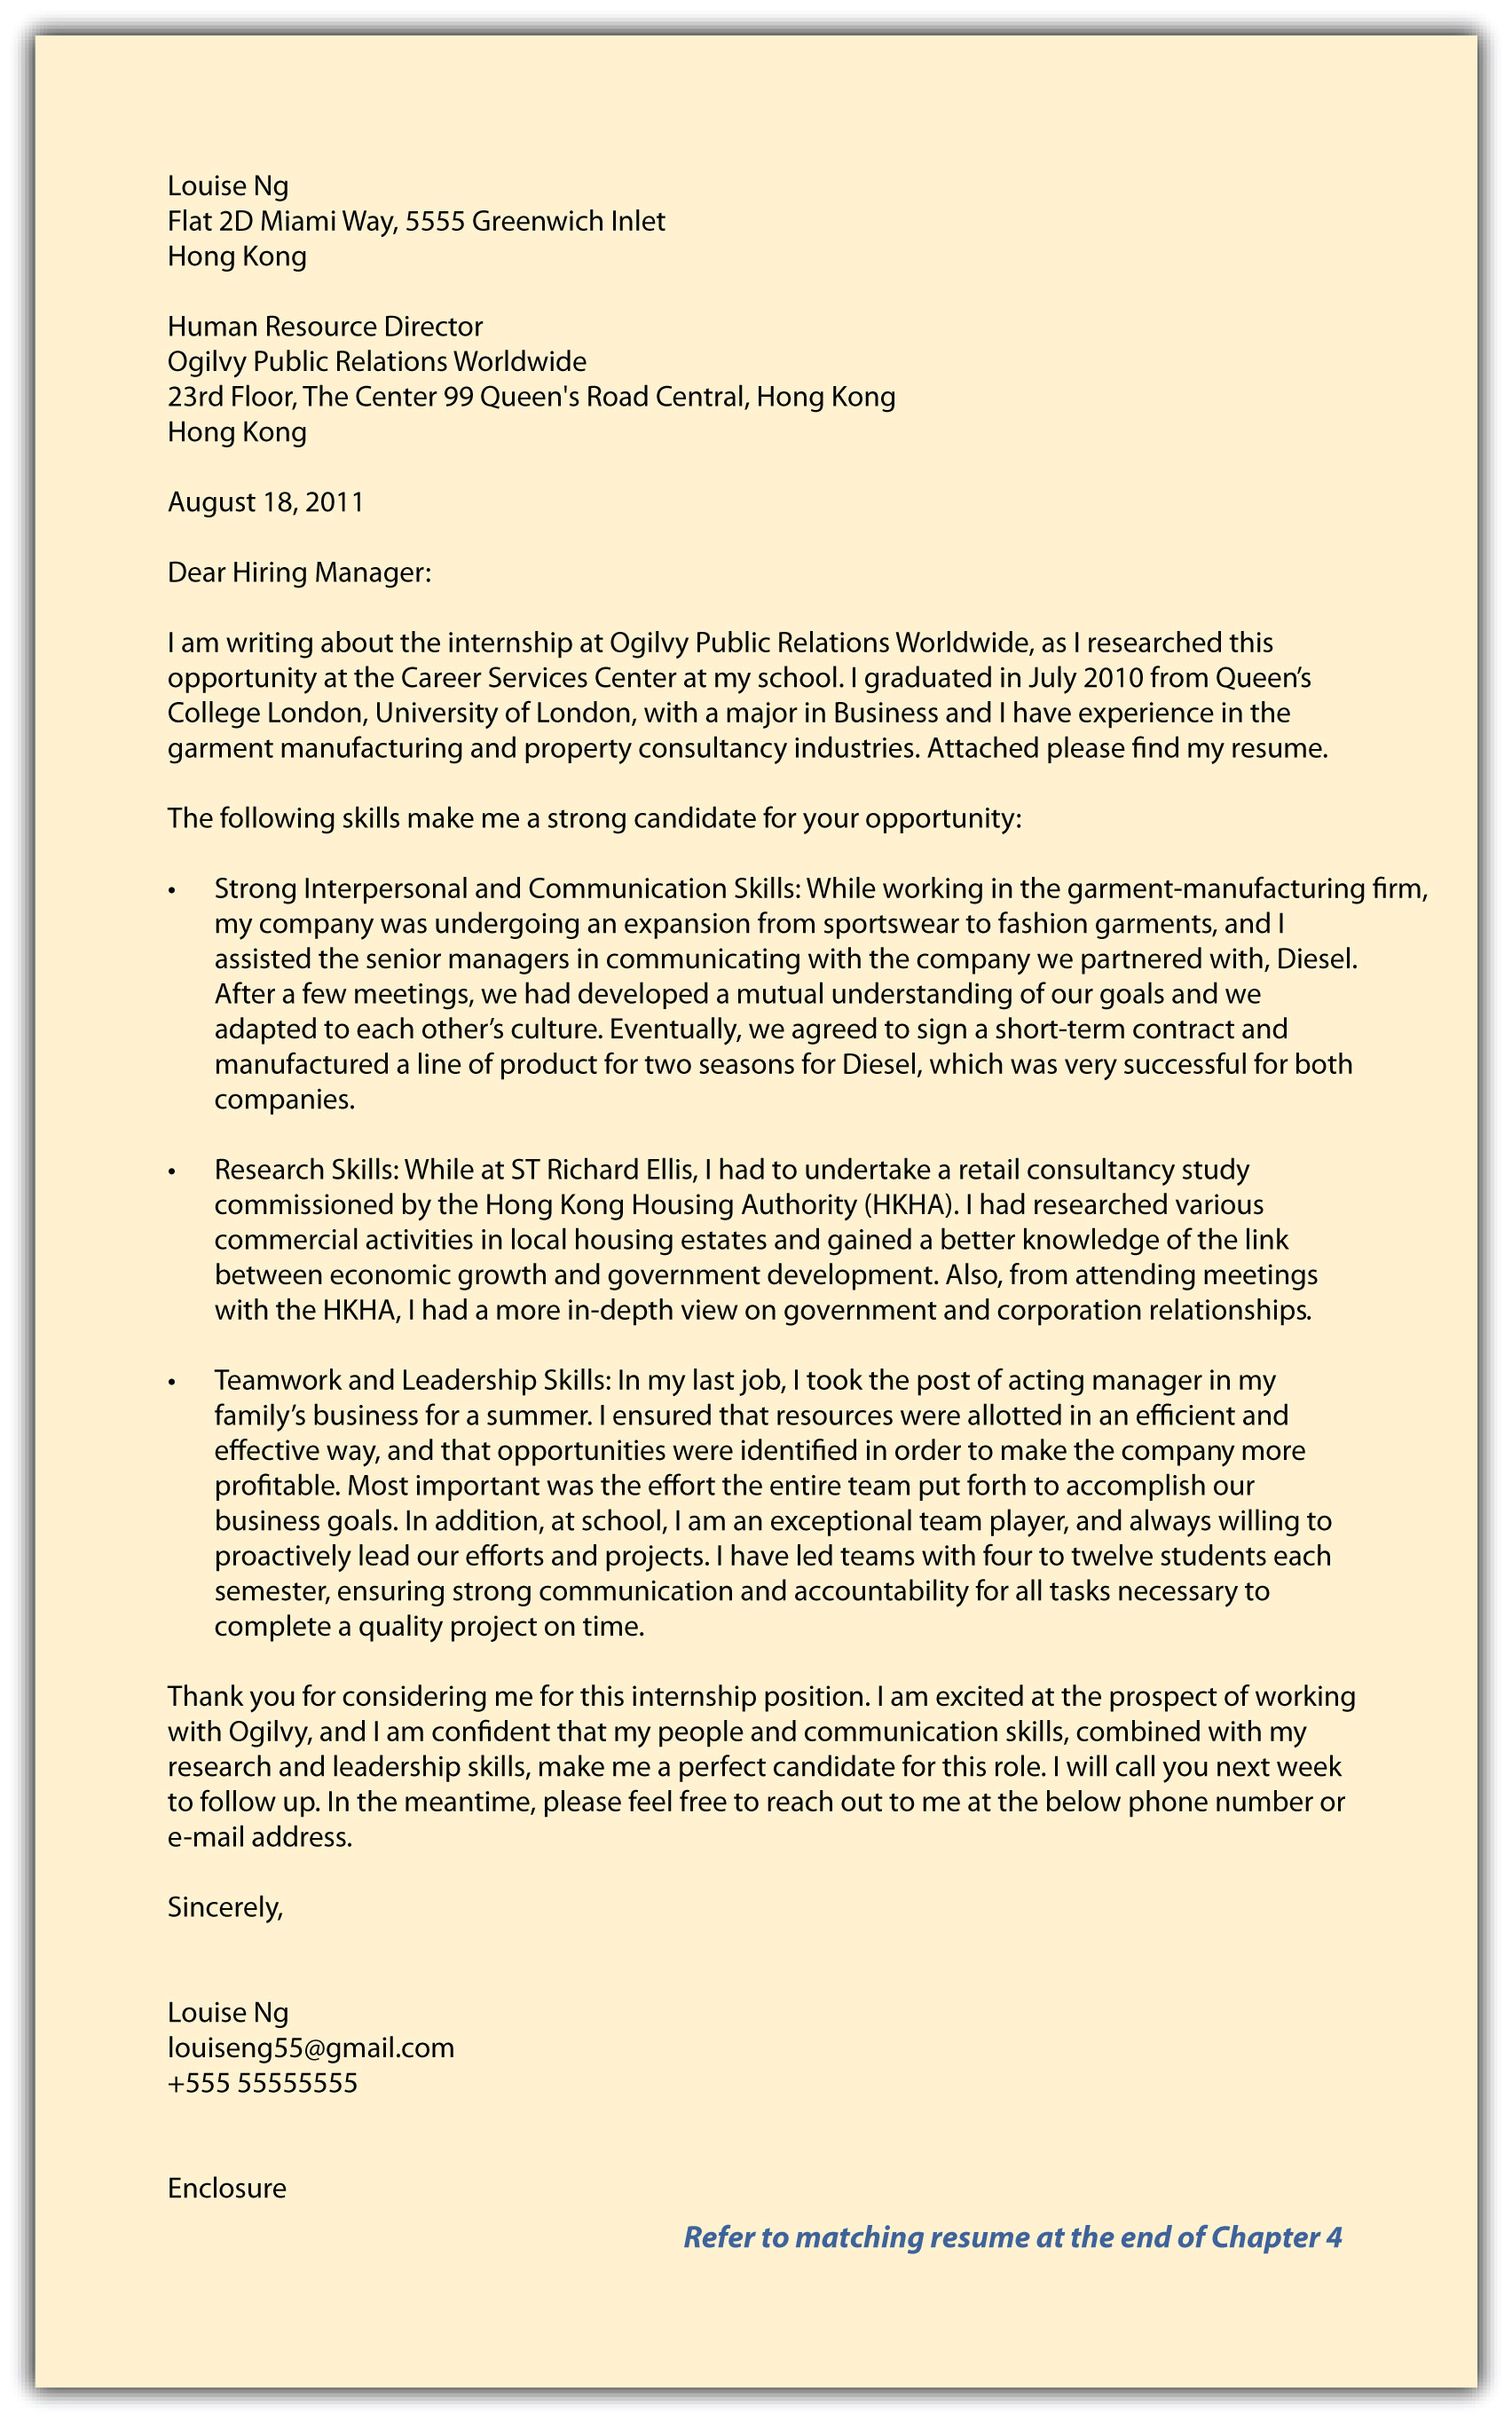 Louise Ng
Flat 2D Miami Way, 5555 Greenwich Inlet
Hong Kong
Human Resource Director
Ogilvy Public Relations Worldwide
23rd Floor, The Center 99 Queen's Road Central, Hong Kong
Hong Kong
August 18, 2011
Dear Hiring Manager:
I am writing about the internship at Ogilvy Public Relations Worldwide, as I researched this
opportunity at the Career Services Center at my school. I graduated in July 2010 from Queen’s
College London, University of London, with a major in Business and I have experience in the
garment manufacturing and property consultancy industries. Attached please find my resume.
The following skills make me a strong candidate for your opportunity:
• Strong Interpersonal and Communication Skills: While working in the garment-manufacturing firm,
my company was undergoing an expansion from sportswear to fashion garments, and I
assisted the senior managers in communicating with the company we partnered with, Diesel.
After a few meetings, we had developed a mutual understanding of our goals and we
adapted to each other’s culture. Eventually, we agreed to sign a short-term contract and
manufactured a line of product for two seasons for Diesel, which was very successful for both
companies.
• Research Skills: While at ST Richard Ellis, I had to undertake a retail consultancy study
commissioned by the Hong Kong Housing Authority (HKHA). I had researched various
commercial activities in local housing estates and gained a better knowledge of the link
between economic growth and government development. Also, from attending meetings
with the HKHA, I had a more in-depth view on government and corporation relationships.
• Teamwork and Leadership Skills: In my last job, I took the post of acting manager in my
family’s business for a summer. I ensured that resources were allotted in an efficient and
effective way, and that opportunities were identified in order to make the company more
profitable. Most important was the effort the entire team put forth to accomplish our
business goals. In addition, at school, I am an exceptional team player, and always willing to
proactively lead our efforts and projects. I have led teams with four to twelve students each
semester, ensuring strong communication and accountability for all tasks necessary to
complete a quality project on time.
Thank you for considering me for this internship position. I am excited at the prospect of working
with Ogilvy, and I am confident that my people and communication skills, combined with my
research and leadership skills, make me a perfect candidate for this role. I will call you next week
to follow up. In the meantime, please feel free to reach out to me at the below phone number or
e-mail address.
Sincerely,
Louise Ng
louiseng55@gmail.com
+555 55555555
Enclosure
Refer to matching resume at the end of Chapter 4